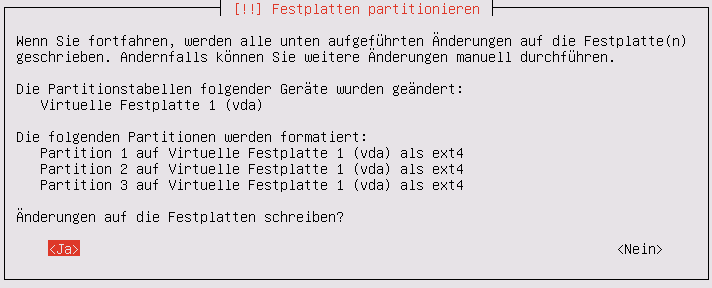 [!!] Festplatten partitionieren
Wenn Sie fortfahren, werden alle unten aufgeführten Änderungen auf die Festplatte(n)
geschrieben. Andernfalls können Sie weitere Änderungen manuell durchführen.
Die Partitionstabellen folgender Geräte wurden geändert:
Virtuelle Festplatte 1 (vda)
Die folgenden Partitionen werden formatiert:
Partition 1 auf Virtuelle Festplatte 1 (vda) als ext4
Partition 2 auf Virtuelle Festplatte 1 (vda) als ext4
Partition 3 auf Virtuelle Festplatte 1 (vda) als ext4
Änderungen auf die Festplatten schreiben?
<Ja> <Nein>